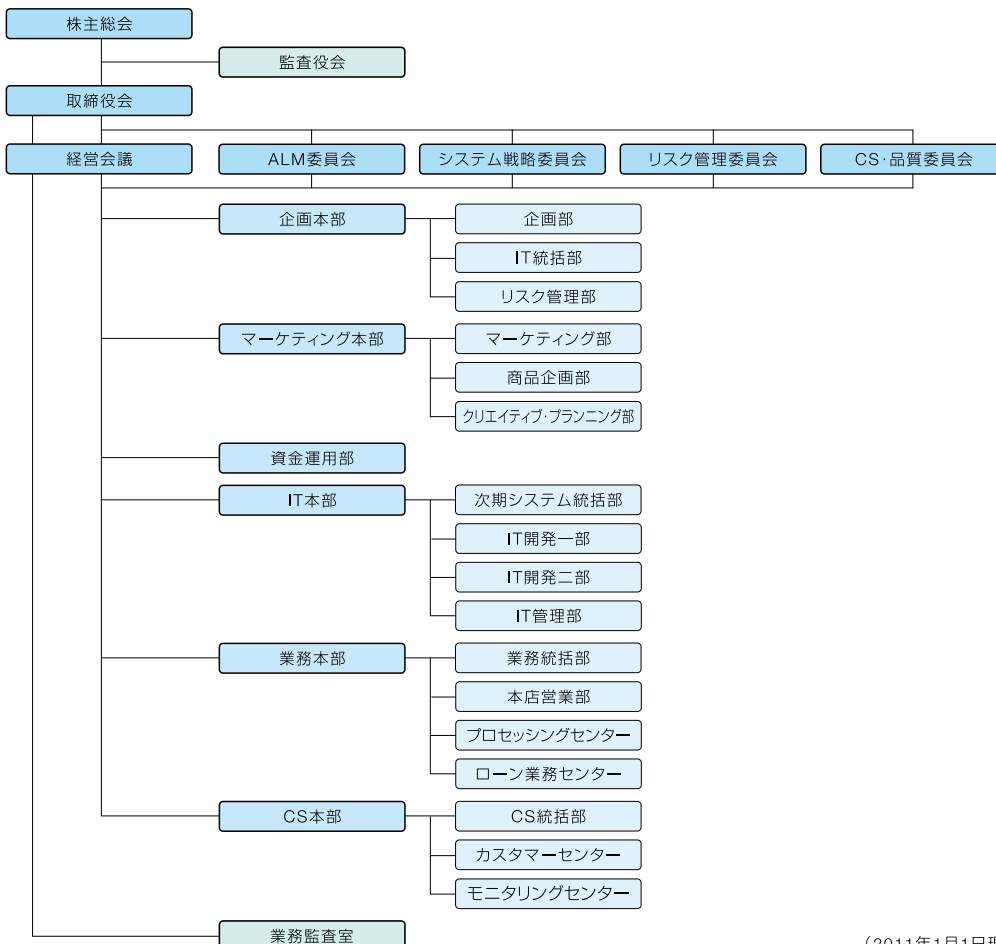 株主総会
監査役会
取締役会
経営会議
ALM委員会
システム戦略委員会
リスク管理委員会
CS・品質委員会
企画本部
企画部
IT統括部
リスク管理部
マーケティング本部
マーケティング部
商品企画部
クリエイティブ・プランニング部
資金運用部
IT本部
次期システム統括部
IT開発一部
IT開発二部
IT管理部
業務本部
業務統括部
本店営業部
プロセッシングセンター
ローン業務センター
CS本部
CS統括部
カスタマーセンター
モニタリングセンター
業務監査室
(2011年1月1日現